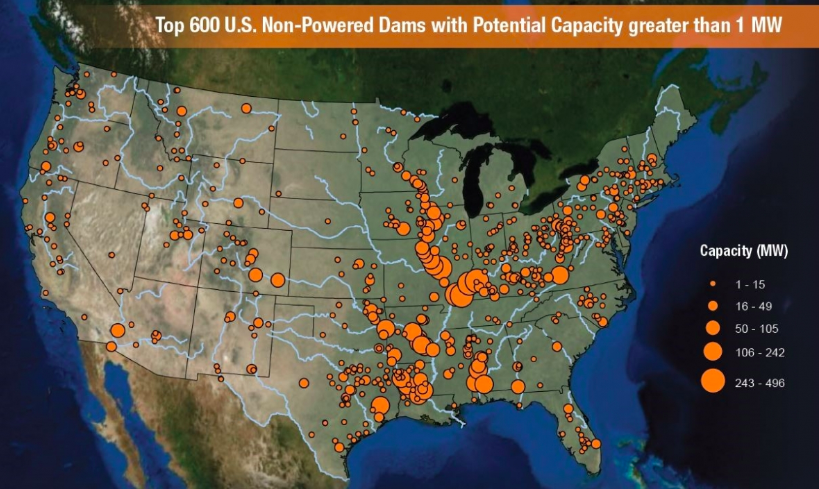 Top 600 U.S. Non-Powered Dams with Potential Capacity greater than 1 MW
Capacity (MW)
1 - 15
16 - 49
50 - 105
106 - 242
243 - 496